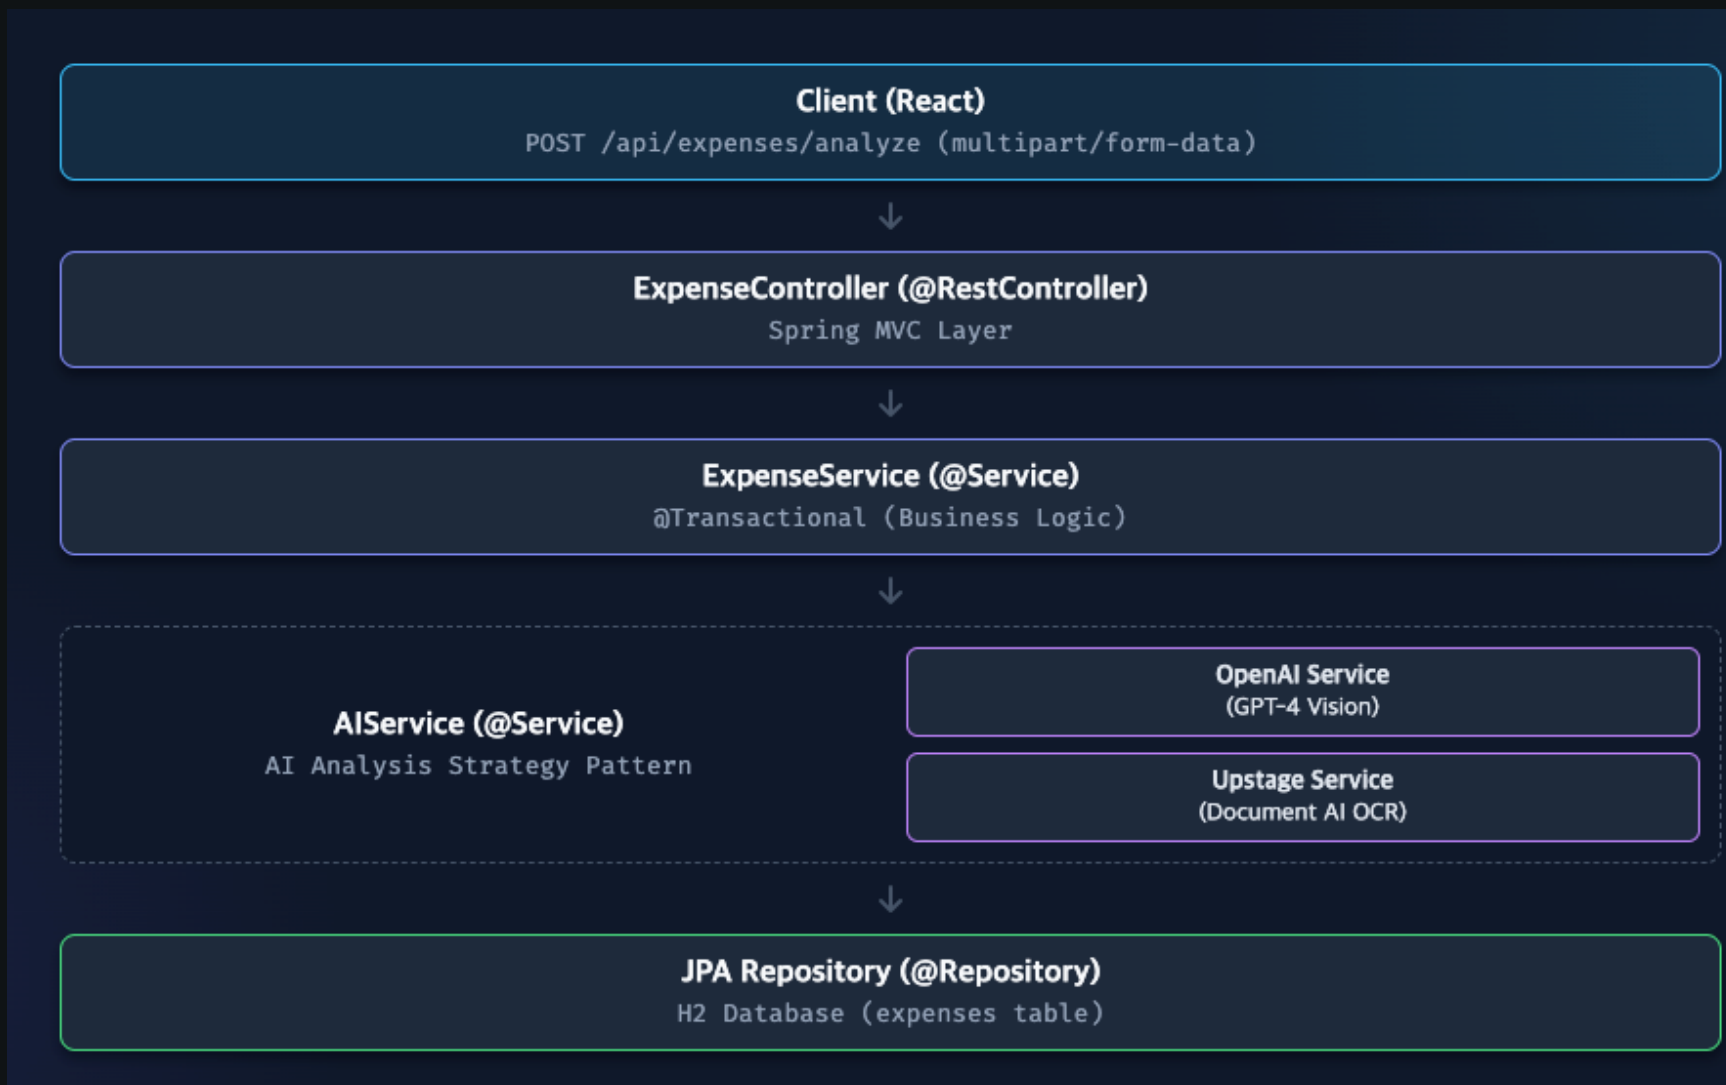 Client (React)
POST /api/expenses/analyze (multipart/form-data)
ExpenseController (@RestController)
Spring MVC Layer
ExpenseService (@Service)
@Transactional (Business Logic)
AIService (@Service)
AI Analysis Strategy Pattern
OpenAI Service
(GPT-4 Vision)
Upstage Service
(Document AI OCR)
JPA Repository (@Repository)
H2 Database (expenses table)